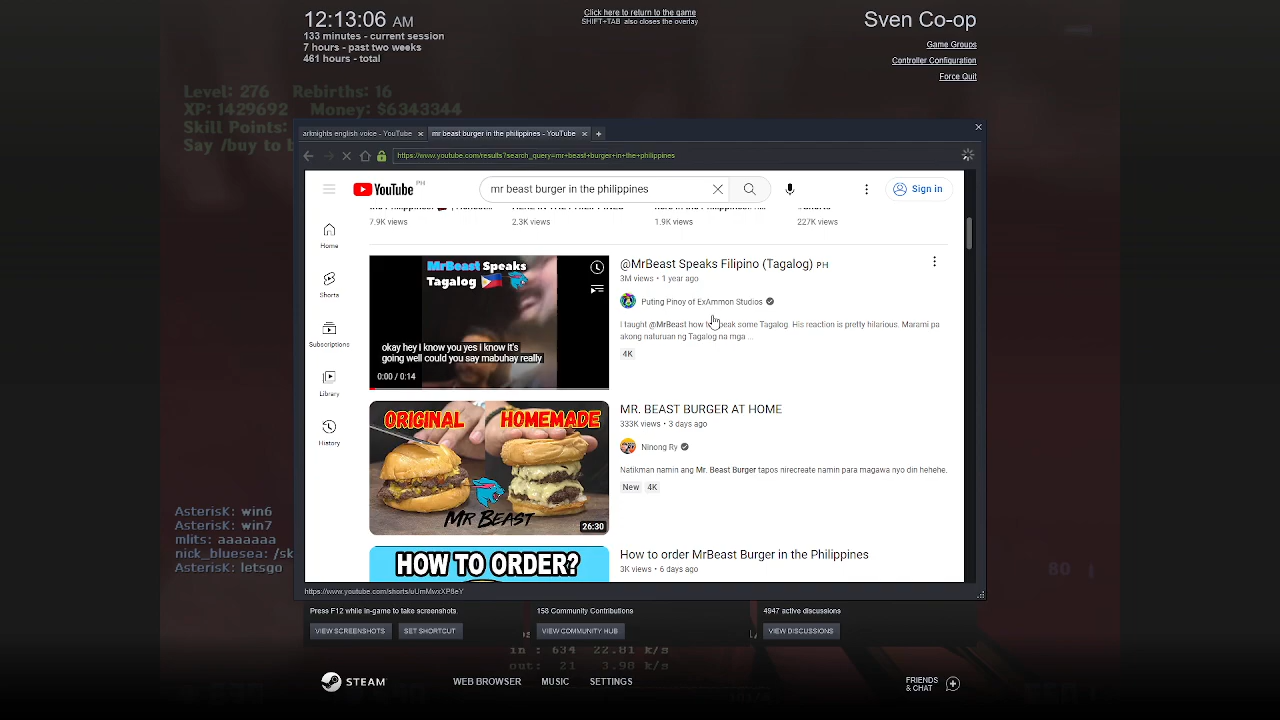 12:13:06 AM
133 minutes - current session
7 hours - past two weeks
461 hours - total
Click here to return to the game
SHIFT+TAB also closes the overlay
Sven Co-op
Game Groups
Controller Configuration
Force Quit
Level: 276 Rebirths: 16
XP: 1429692 Money: $6343344
Skill Points:
Say /buy to b
arknights english voice - YouTube
mr beast burger in the philippines - YouTube
https://www.youtube.com/results?search_query=mr+beast+burger+in+the+philippines
YouTube PH
mr beast burger in the philippines
Sign in
7.9K views
2.3K views
1.9K views
227K views
Home
Shorts
Subscriptions
Library
History
MrBeast Speaks
Tagalog
okay hey I know you yes I know it's
going well could you say mabuhay really
0:00 / 0:14
@MrBeast Speaks Filipino (Tagalog) PH
3M views • 1 year ago
Puting Pinoy of ExAmmon Studios
I taught @MrBeast how to speak some Tagalog. His reaction is pretty hilarious. Marami pa
akong naturuan ng Tagalog na mga ...
4K
ORIGINAL
HOMEMADE
MR BEAST
26:30
MR. BEAST BURGER AT HOME
333K views • 3 days ago
Ninong Ry
Natikman namin ang Mr. Beast Burger tapos nirecreate namin para magawa nyo din hehehe.
New 4K
HOW TO ORDER?
How to order MrBeast Burger in the Philippines
3K views • 6 days ago
AsterisK: win6
AsterisK: win7
mlits: aaaaaaa
nick_bluesea: /sk
AsterisK: letsgo
80
https://www.youtube.com/shorts/uUmMwxXP8eY
Press F12 while in-game to take screenshots
VIEW SCREENSHOTS
SET SHORTCUT
158 Community Contributions
VIEW COMMUNITY HUB
4947 active discussions
VIEW DISCUSSIONS
in : 634 22.81 k/s
out: 21 3.98 k/s
STEAM
WEB BROWSER
MUSIC
SETTINGS
FRIENDS
& CHAT